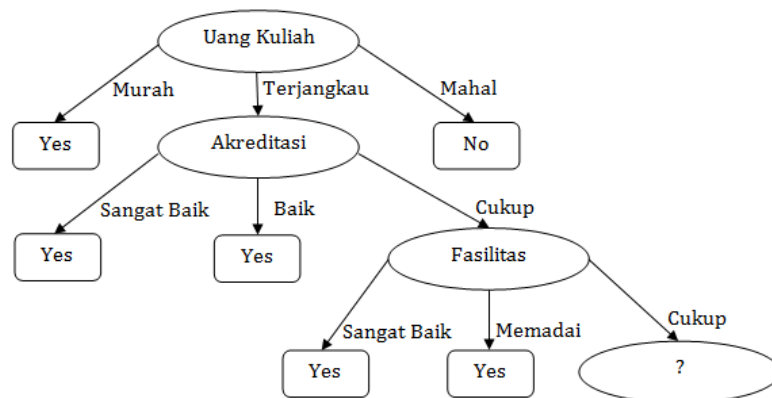 Uang Kuliah
Murah
Terjangkau
Mahal
Yes
Akreditasi
No
Sangat Baik
Baik
Cukup
Yes
Yes
Fasilitas
Sangat Baik
Memadai
Cukup
Yes
Yes
?